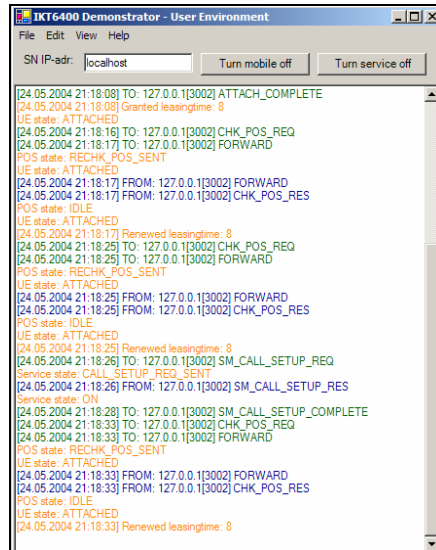 IKT6400 Demonstrator - User Environment
File Edit View Help
SN IP-adr: localhost Turn mobile off Turn service off
[24.05.2004 21:18:08] TO: 127.0.0.1[3002] ATTACH_COMPLETE
[24.05.2004 21:18:08] Granted leasingtime: 8
UE state: ATTACHED
[24.05.2004 21:18:16] TO: 127.0.0.1[3002] CHK_POS_REQ
[24.05.2004 21:18:17] TO: 127.0.0.1[3002] FORWARD
POS state: RECHK_POS_SENT
UE state: ATTACHED
[24.05.2004 21:18:17] FROM: 127.0.0.1[3002] FORWARD
[24.05.2004 21:18:17] FROM: 127.0.0.1[3002] CHK_POS_RES
POS state: IDLE
UE state: ATTACHED
[24.05.2004 21:18:17] Renewed leasingtime: 8
[24.05.2004 21:18:25] TO: 127.0.0.1[3002] CHK_POS_REQ
[24.05.2004 21:18:25] TO: 127.0.0.1[3002] FORWARD
POS state: RECHK_POS_SENT
UE state: ATTACHED
[24.05.2004 21:18:25] FROM: 127.0.0.1[3002] FORWARD
[24.05.2004 21:18:25] FROM: 127.0.0.1[3002] CHK_POS_RES
POS state: IDLE
UE state: ATTACHED
[24.05.2004 21:18:25] Renewed leasingtime: 8
[24.05.2004 21:18:26] TO: 127.0.0.1[3002] SM_CALL_SETUP_REQ
Service state: CALL_SETUP_REQ_SENT
[24.05.2004 21:18:26] FROM: 127.0.0.1[3002] SM_CALL_SETUP_RES
Service state: ON
[24.05.2004 21:18:28] TO: 127.0.0.1[3002] SM_CALL_SETUP_COMPLETE
[24.05.2004 21:18:33] TO: 127.0.0.1[3002] CHK_POS_REQ
[24.05.2004 21:18:33] TO: 127.0.0.1[3002] FORWARD
POS state: RECHK_POS_SENT
UE state: ATTACHED
[24.05.2004 21:18:33] FROM: 127.0.0.1[3002] FORWARD
[24.05.2004 21:18:33] FROM: 127.0.0.1[3002] CHK_POS_RES
POS state: IDLE
UE state: ATTACHED
[24.05.2004 21:18:33] Renewed leasingtime: 8